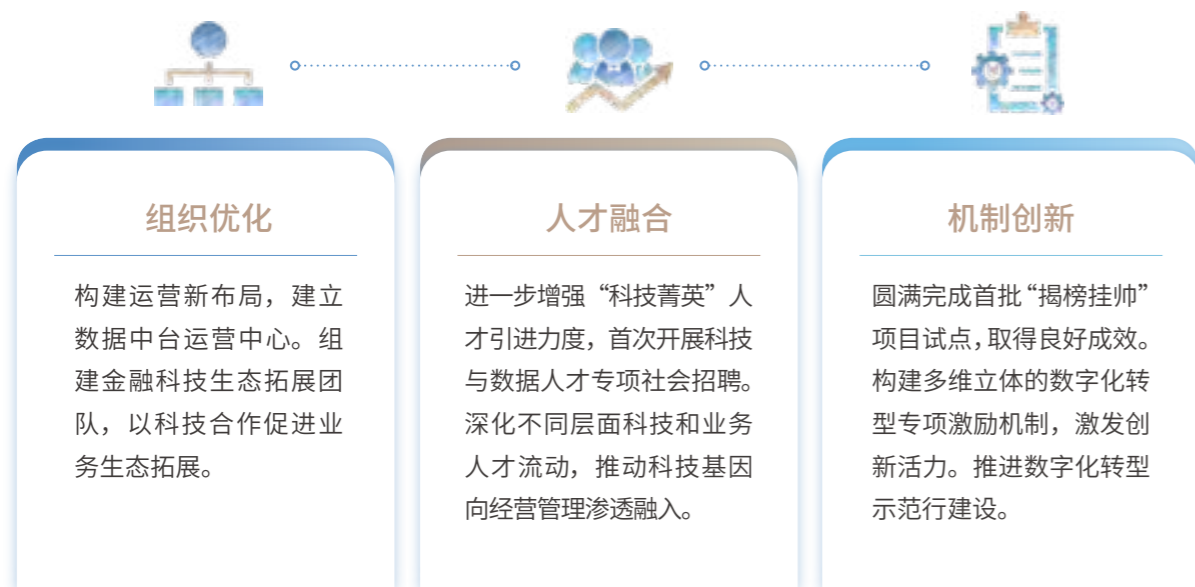 组织优化
构建运营新布局，建立
数据中台运营中心。组
建金融科技生态拓展团
队，以科技合作促进业
务生态拓展。
人才融合
进一步增强“科技菁英”人
才引进力度，首次开展科技
与数据人才专项社会招聘。
深化不同层面科技和业务
人才流动，推动科技基因
向经营管理渗透融入。
机制创新
圆满完成首批“揭榜挂帅”
项目试点，取得良好成效。
构建多维立体的数字化转
型专项激励机制，激发创
新活力。推进数字化转型
示范行建设。